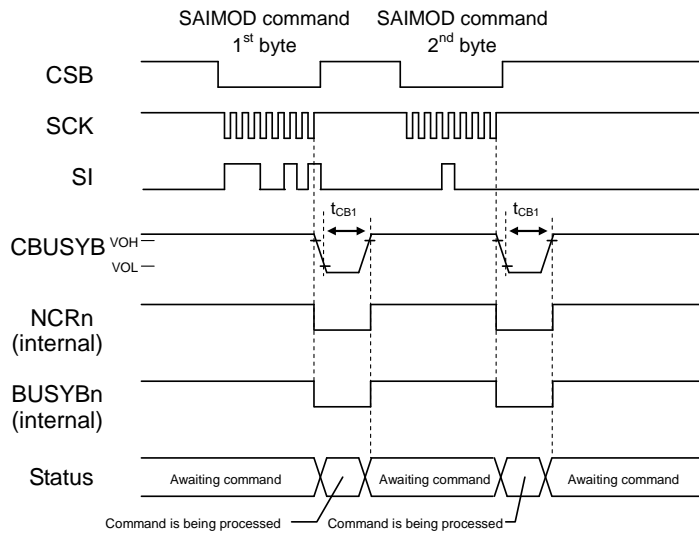 SAIMOD command
1st byte
SAIMOD command
2nd byte
CSB
SCK
SI
tCB1
tCB1
CBUSYB
VOH
VOL
NCRn
(internal)
BUSYBn
(internal)
Status
Awaiting command
Awaiting command
Awaiting command
Command is being processed
Command is being processed